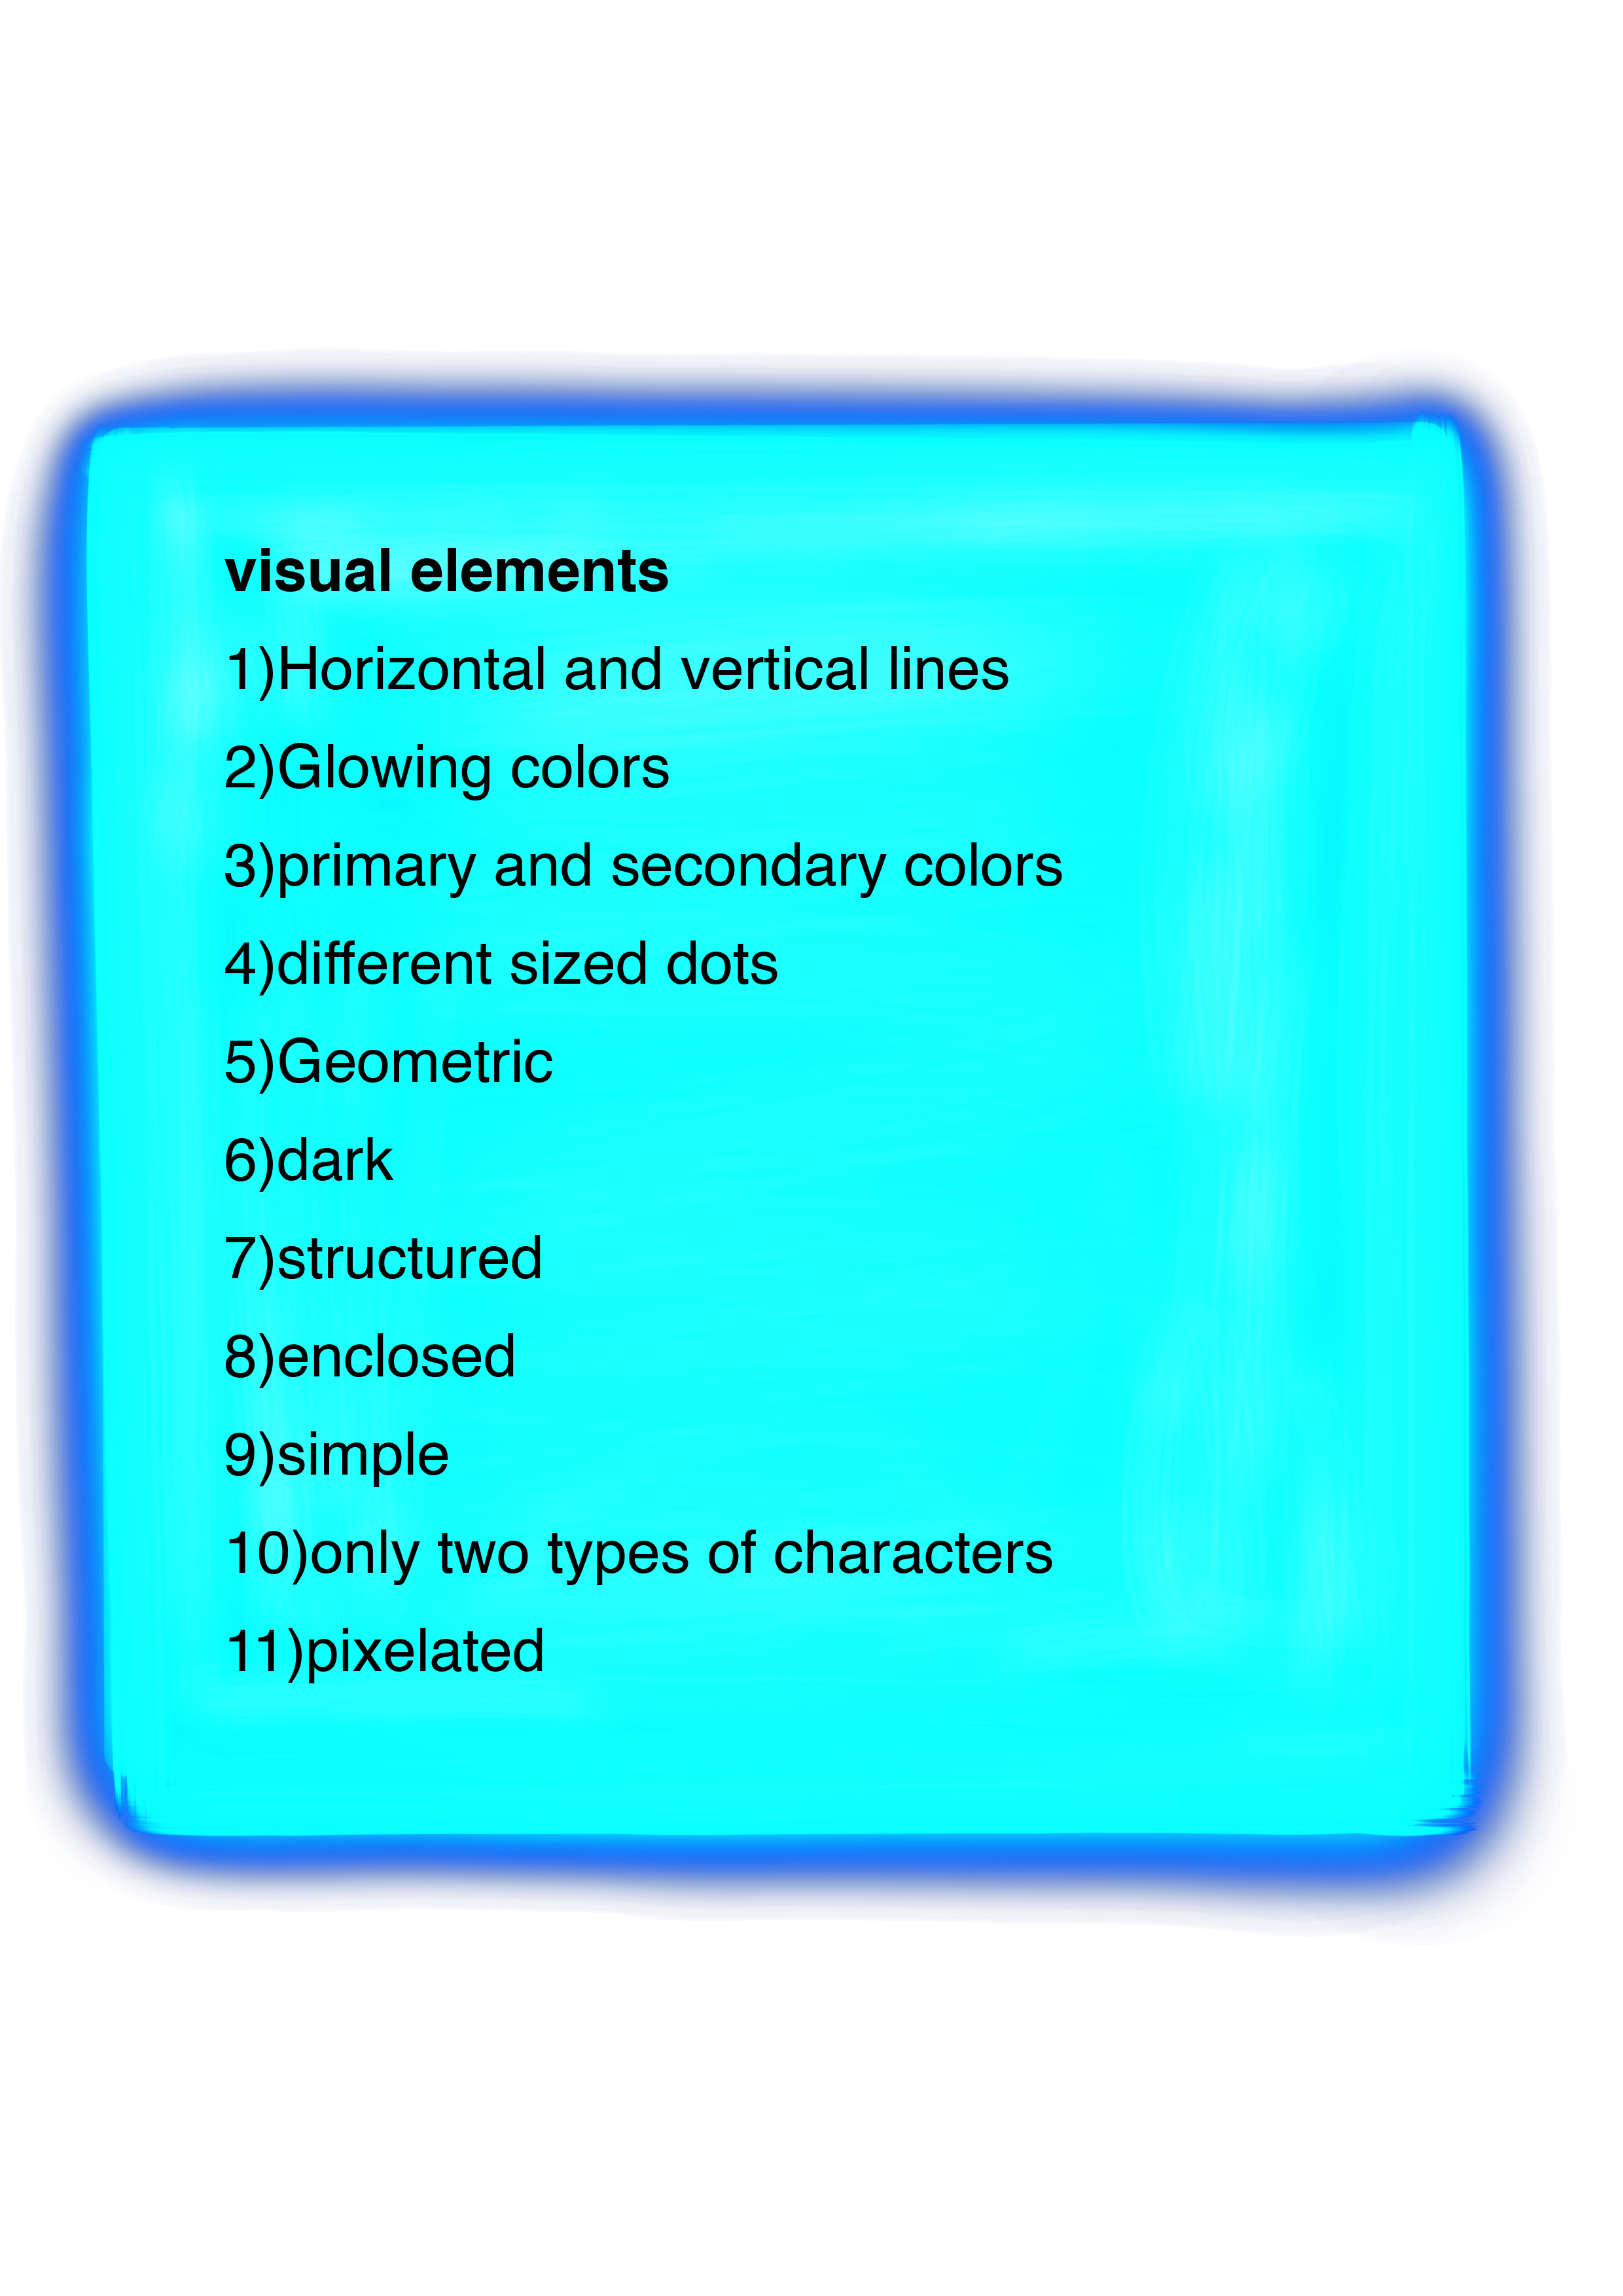 visual elements
1)Horizontal and vertical lines
2)Glowing colors
3)primary and secondary colors
4)different sized dots
5)Geometric
6)dark
7)structured
8)enclosed
9)simple
10)only two types of characters
11)pixelated